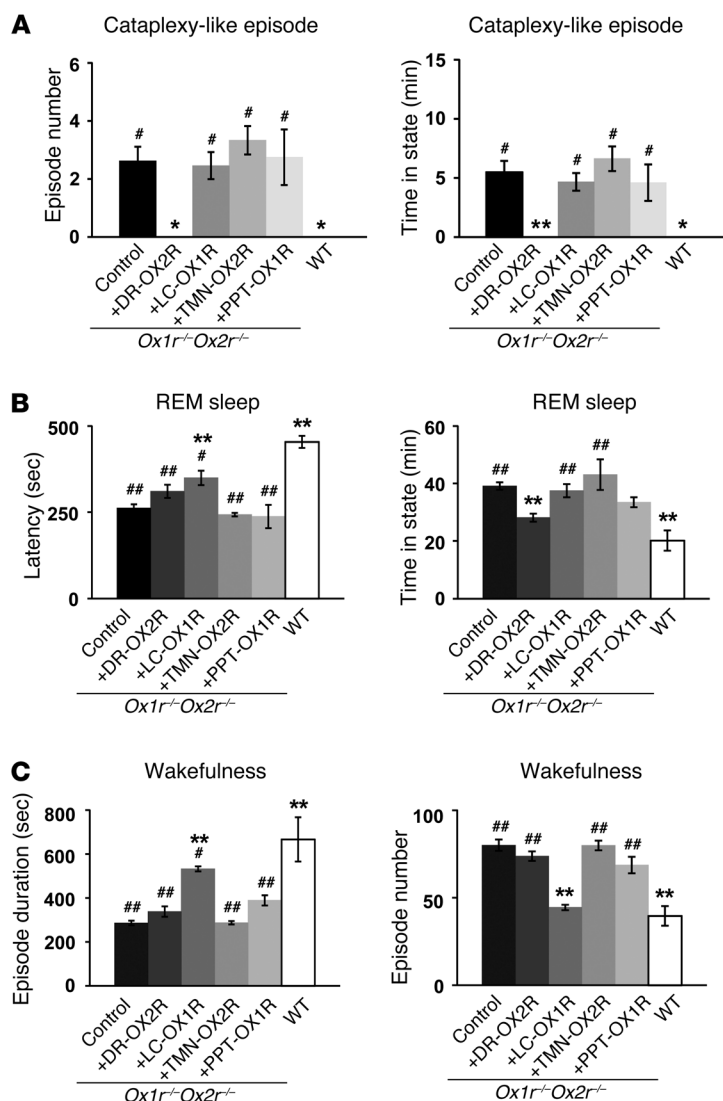 A
Cataplexy-like episode
Episode number
6
4
2
0
#
*
#
#
#
*
Control
+DR-OX2R
+LC-OX1R
+TMN-OX2R
+PPT-OX1R
WT
Ox1r⁻/⁻Ox2r⁻/⁻
Cataplexy-like episode
Time in state (min)
15
10
5
0
#
**
#
#
#
*
Control
+DR-OX2R
+LC-OX1R
+TMN-OX2R
+PPT-OX1R
WT
Ox1r⁻/⁻Ox2r⁻/⁻
B
REM sleep
Latency (sec)
500
250
0
##
##
**
#
##
##
**
Control
+DR-OX2R
+LC-OX1R
+TMN-OX2R
+PPT-OX1R
WT
Ox1r⁻/⁻Ox2r⁻/⁻
REM sleep
Time in state (min)
60
40
20
0
##
**
##
##
**
Control
+DR-OX2R
+LC-OX1R
+TMN-OX2R
+PPT-OX1R
WT
Ox1r⁻/⁻Ox2r⁻/⁻
C
Wakefulness
Episode duration (sec)
800
600
400
200
0
##
##
**
#
##
##
**
Control
+DR-OX2R
+LC-OX1R
+TMN-OX2R
+PPT-OX1R
WT
Ox1r⁻/⁻Ox2r⁻/⁻
Wakefulness
Episode number
100
50
0
##
##
**
##
##
**
Control
+DR-OX2R
+LC-OX1R
+TMN-OX2R
+PPT-OX1R
WT
Ox1r⁻/⁻Ox2r⁻/⁻